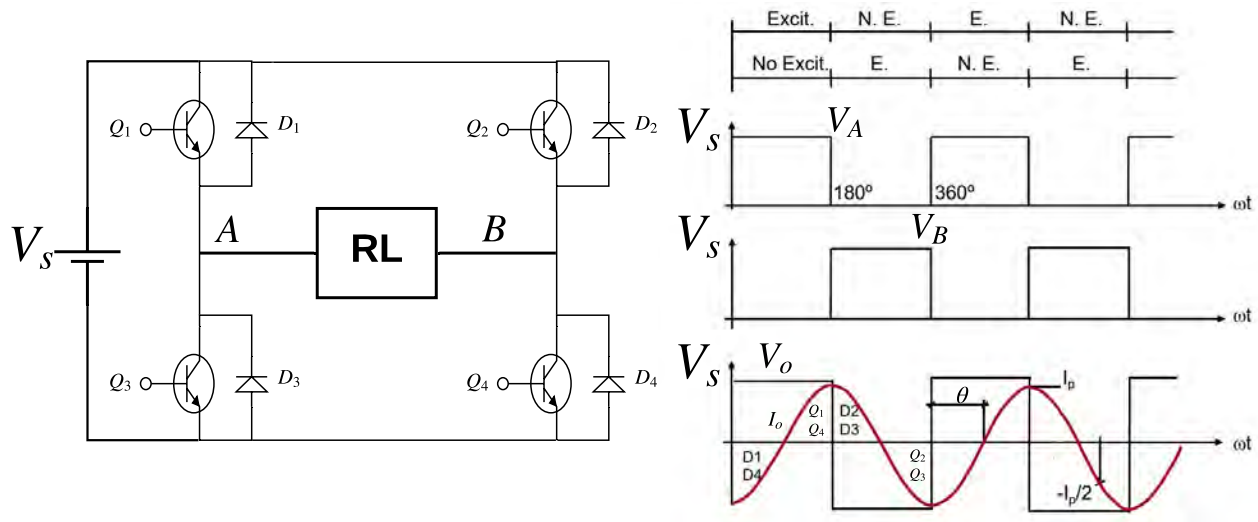 Q1
D1
Q2
D2
Vs
A
RL
B
Q3
D3
Q4
D4
Excit. N. E. E. N. E.
No Excit. E. N. E. E.
Vs VA
180º 360º
ωt
Vs VB
ωt
Vs Vo
Ip
θ
Io Q1 D2
Q4 D3
ωt
D1 Q2
D4 Q3
-Ip/2